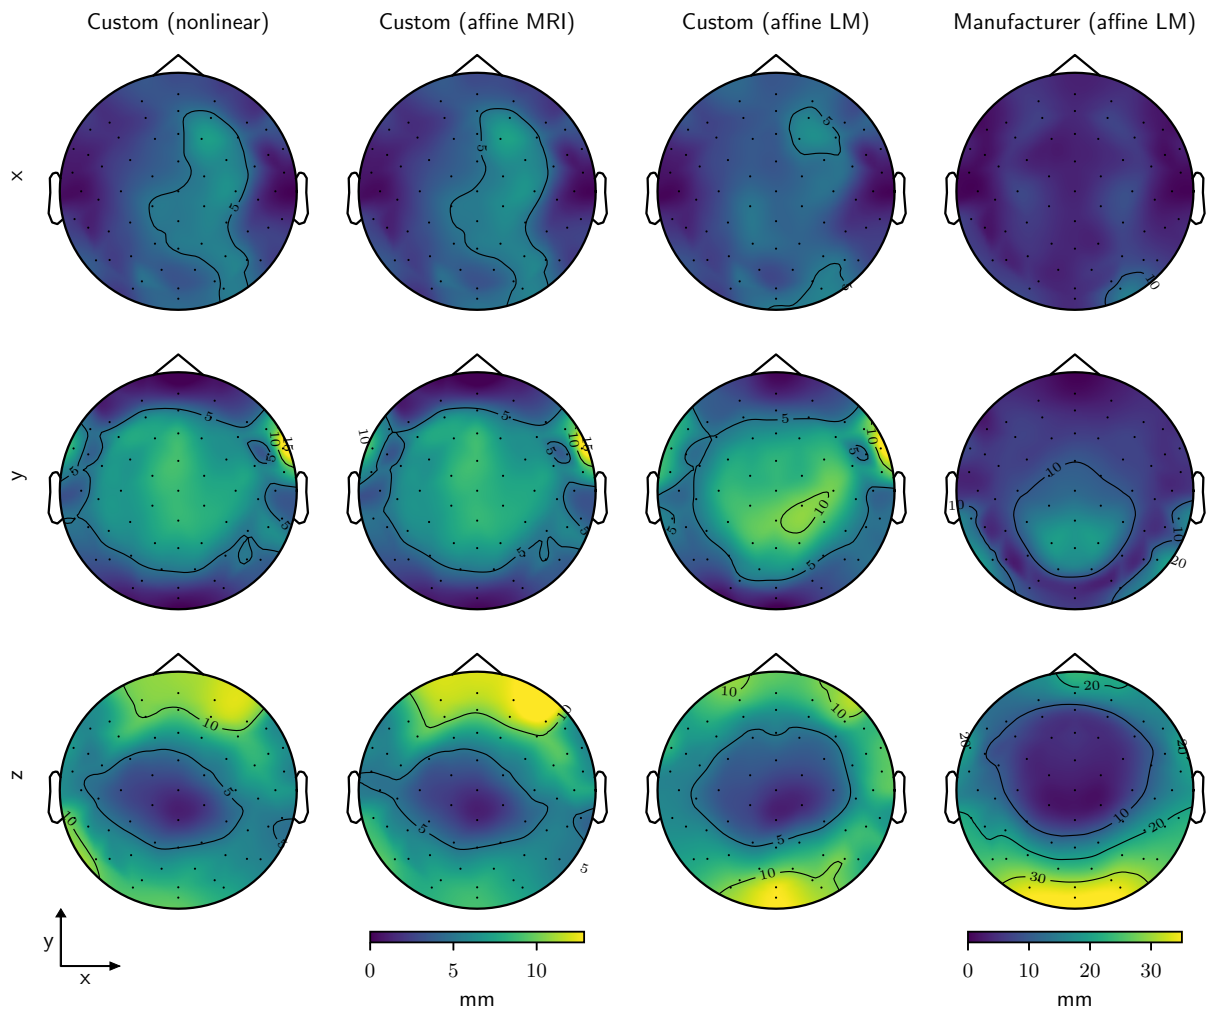 Custom (nonlinear) Custom (affine MRI) Custom (affine LM) Manufacturer (affine LM)
x
5 5 5 5 10
y
5 5 10 15 5 5
10 5 10 15 5 5 5
5 10 5 5 10 5
10 10 10 20
z
10 5 10 5
10 5 5
10 10 5 10
20 20 20 10 20 30
y
x
0 5 10
mm
0 10 20 30
mm